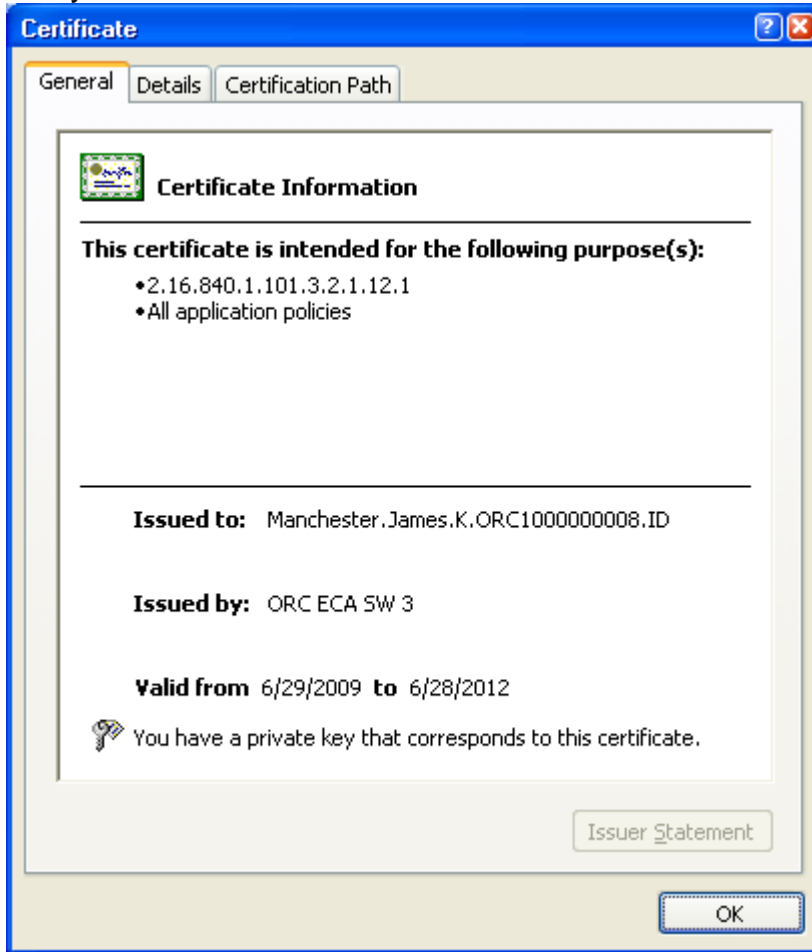 Certificate
General Details Certification Path
Certificate Information
This certificate is intended for the following purpose(s):
•2.16.840.1.101.3.2.1.12.1
•All application policies
Issued to: Manchester.James.K.ORC1000000008.ID
Issued by: ORC ECA SW 3
Valid from 6/29/2009 to 6/28/2012
You have a private key that corresponds to this certificate.
Issuer Statement
OK